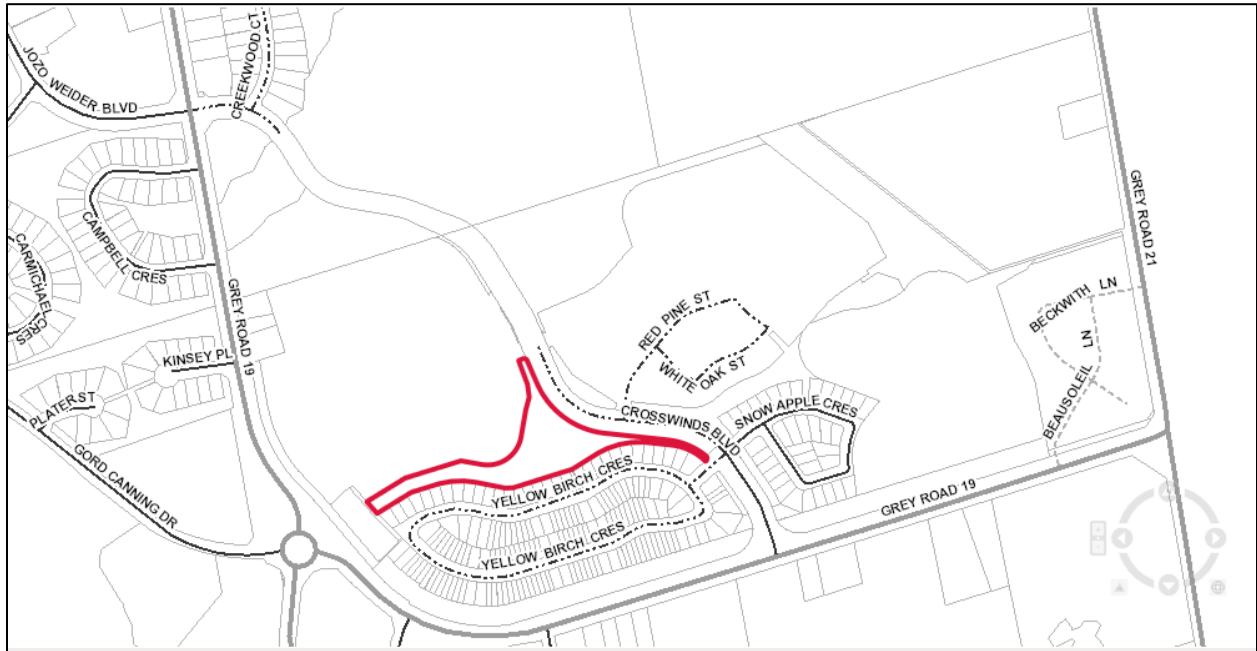 CREEKWOOD CT
JOZO WEIDER BLVD
CAMPBELL CRES
CARMICHAEL CRES
GREY ROAD 19
GREY ROAD 21
BECKWITH LN
RED PINE ST
KINSEY PL
LN
WHITE OAK ST
PLATER ST
CROSSWINDS BLVD
SNOW APPLE CRES
BEAUSOLEIL
GORD CANNING DR
YELLOW BIRCH CRES
GREY ROAD 19
YELLOW BIRCH CRES